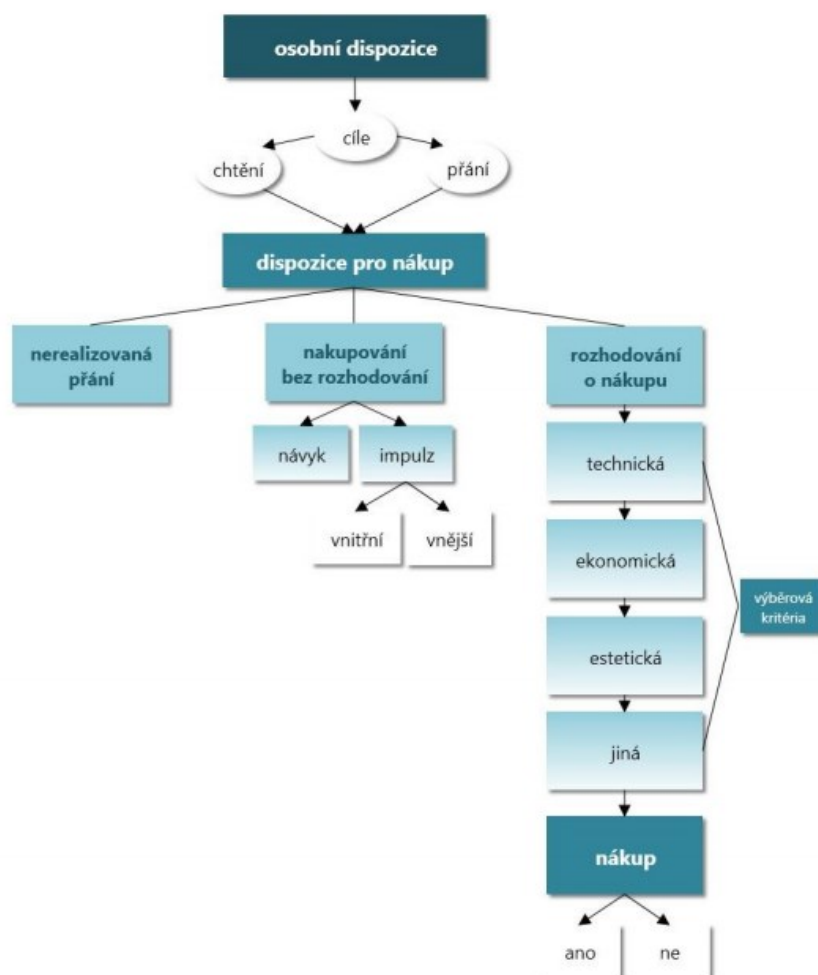 osobní dispozice
cíle
chtění
přání
dispozice pro nákup
nerealizovaná
přání
nakupování
bez rozhodování
rozhodování
o nákupu
návyk
impulz
technická
vnitřní
vnější
ekonomická
výběrová
kritéria
estetická
jiná
nákup
ano
ne